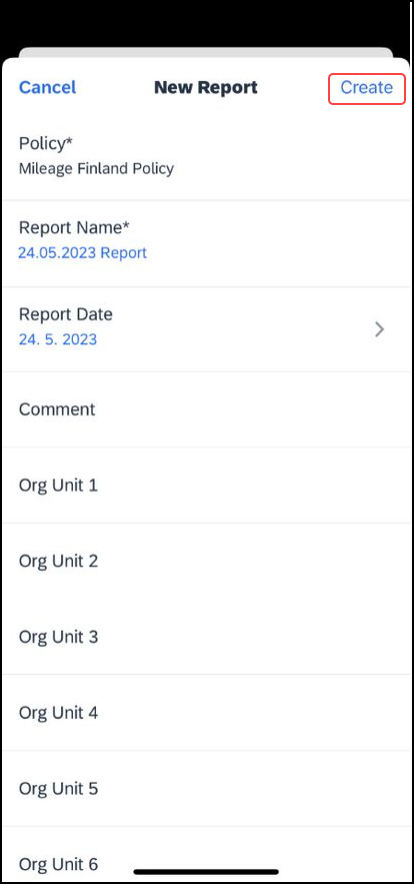 Cancel New Report Create
Policy*
Mileage Finland Policy
Report Name*
24.05.2023 Report
Report Date
24. 5. 2023
Comment
Org Unit 1
Org Unit 2
Org Unit 3
Org Unit 4
Org Unit 5
Org Unit 6